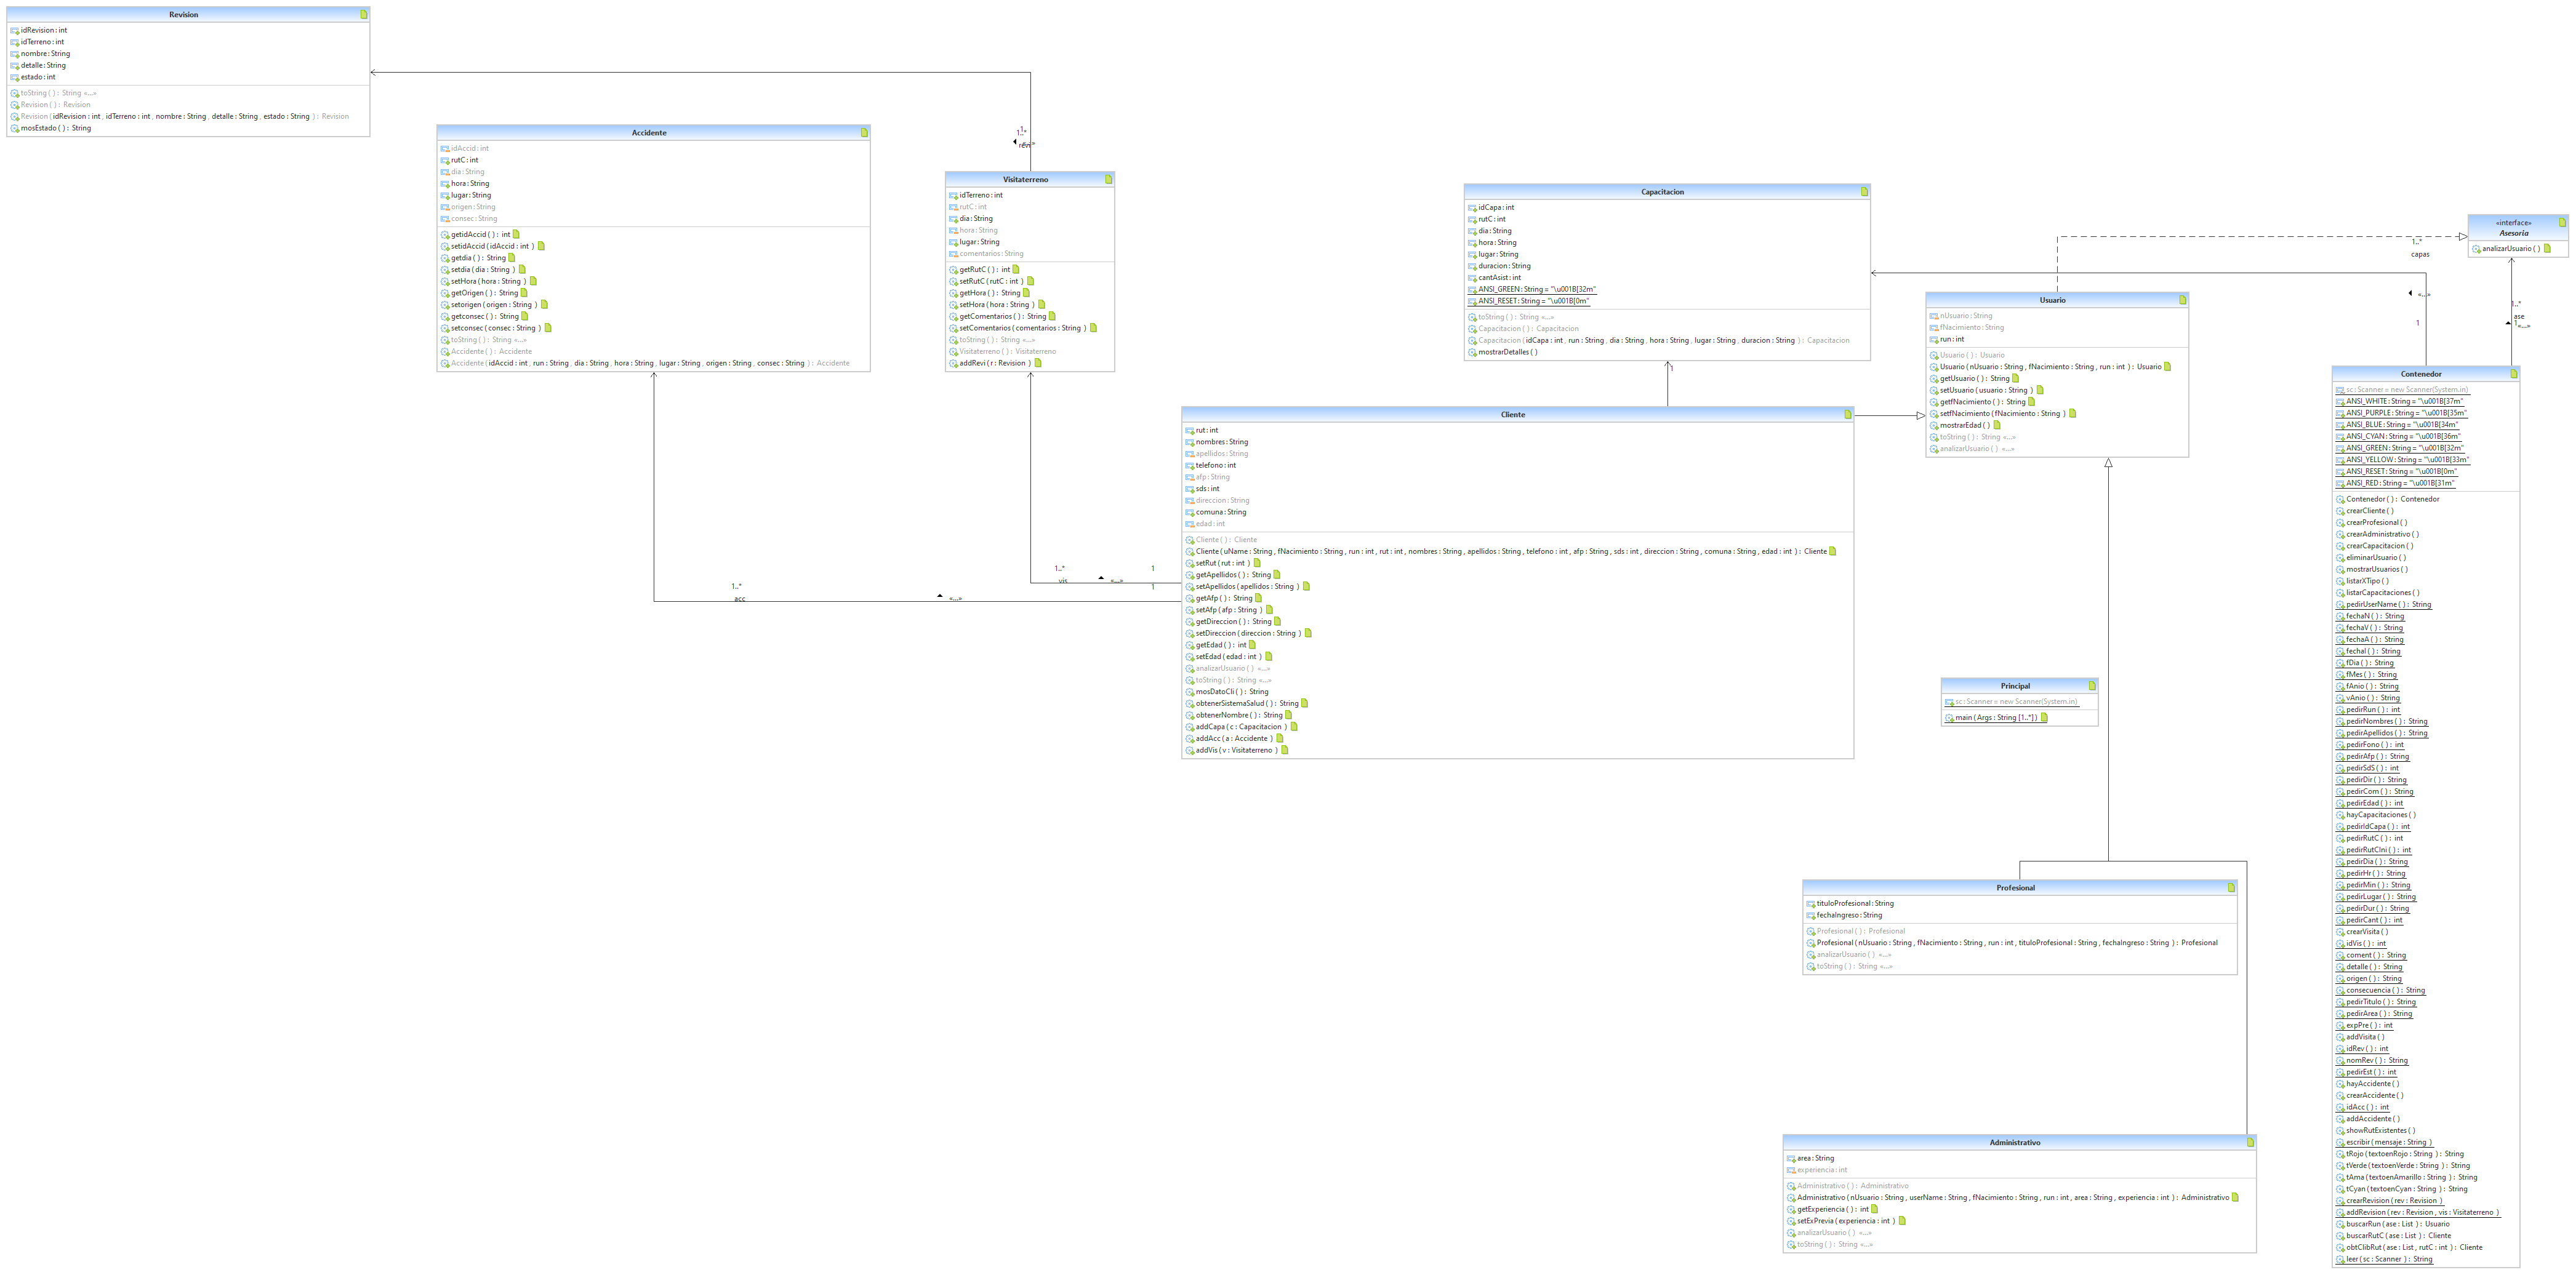 Revision
idRevision : int
idTerreno : int
nombre : String
detalle : String
estado : int
toString ( ) : String «...»
Revision ( ) : Revision
Revision ( idRevision : int , idTerreno : int , nombre : String , detalle : String , estado : String ) : Revision
mosEstado ( ) : String
Accidente
idAccid : int
rutC : int
dia : String
hora : String
lugar : String
origen : String
consec : String
getidAccid ( ) : int
setidAccid ( idAccid : int )
getdia ( ) : String
setdia ( dia : String )
setHora ( hora : String )
getOrigen ( ) : String
setorigen ( origen : String )
getconsec ( ) : String
setconsec ( consec : String )
toString ( ) : String «...»
Accidente ( ) : Accidente
Accidente ( idAccid : int , run : String , dia : String , hora : String , lugar : String , origen : String , consec : String ) : Accidente
1..*
Visitaterreno
idTerreno : int
rutC : int
dia : String
hora : String
lugar : String
comentarios : String
getRutC ( ) : int
setRutC ( rutC : int )
getHora ( ) : String
setHora ( hora : String )
getComentarios ( ) : String
setComentarios ( comentarios : String )
toString ( ) : String «...»
Visitaterreno ( ) : Visitaterreno
addRevi ( r : Revision )
Capacitacion
idCapa : int
rutC : int
dia : String
hora : String
lugar : String
duracion : String
cantAsist : int
ANSI_GREEN : String = "\u001B[32m"
ANSI_RESET : String = "\u001B[0m"
toString ( ) : String «...»
Capacitacion ( ) : Capacitacion
Capacitacion ( idCapa : int , run : String , dia : String , hora : String , lugar : String , duracion : String ) : Capacitacion
mostrarDetalles ( )
1
«interface»
Asesoria
analizarUsuario ( )
1..*
capas
«...»
1
1..*
ase
1
«...»
Usuario
nUsuario : String
fNacimiento : String
run : int
Usuario ( ) : Usuario
Usuario ( nUsuario : String , fNacimiento : String , run : int ) : Usuario
getUsuario ( ) : String
setUsuario ( usuario : String )
getfNacimiento ( ) : String
setfNacimiento ( fNacimiento : String )
mostrarEdad ( )
toString ( ) : String «...»
analizarUsuario ( ) «...»
Cliente
rut : int
nombres : String
apellidos : String
telefono : int
afp : String
sds : int
direccion : String
comuna : String
edad : int
Cliente ( ) : Cliente
Cliente ( uName : String , fNacimiento : String , run : int , rut : int , nombres : String , apellidos : String , telefono : int , afp : String , sds : int , direccion : String , comuna : String , edad : int ) : Cliente
setRut ( rut : int )
getApellidos ( ) : String
setApellidos ( apellidos : String )
getAfp ( ) : String
setAfp ( afp : String )
getDireccion ( ) : String
setDireccion ( direccion : String )
getEdad ( ) : int
setEdad ( edad : int )
analizarUsuario ( ) «...»
toString ( ) : String «...»
mosDatoCli ( ) : String
obtenerSistemaSalud ( ) : String
obtenerNombre ( ) : String
addCapa ( c : Capacitacion )
addAcc ( a : Accidente )
addVis ( v : Visitaterreno )
1..*
vis
«...»
1
1..*
acc
«...»
1
Principal
sc : Scanner = new Scanner(System.in)
main ( Args : String [1..*] )
Profesional
tituloProfesional : String
fechaIngreso : String
Profesional ( ) : Profesional
Profesional ( nUsuario : String , fNacimiento : String , run : int , tituloProfesional : String , fechaIngreso : String ) : Profesional
analizarUsuario ( ) «...»
toString ( ) : String «...»
Administrativo
area : String
experiencia : int
Administrativo ( ) : Administrativo
Administrativo ( nUsuario : String , userName : String , fNacimiento : String , run : int , area : String , experiencia : int ) : Administrativo
getExperiencia ( ) : int
setExPrevia ( experiencia : int )
analizarUsuario ( ) «...»
toString ( ) : String «...»
Contenedor
sc : Scanner = new Scanner(System.in)
ANSI_WHITE : String = "\u001B[37m"
ANSI_PURPLE : String = "\u001B[35m"
ANSI_BLUE : String = "\u001B[34m"
ANSI_CYAN : String = "\u001B[36m"
ANSI_GREEN : String = "\u001B[32m"
ANSI_YELLOW : String = "\u001B[33m"
ANSI_RESET : String = "\u001B[0m"
ANSI_RED : String = "\u001B[31m"
Contenedor ( ) : Contenedor
crearCliente ( )
crearProfesional ( )
crearAdministrativo ( )
crearCapacitacion ( )
eliminarUsuario ( )
mostrarUsuarios ( )
listarXTipo ( )
listarCapacitaciones ( )
pedirUserName ( ) : String
fechaN ( ) : String
fechaV ( ) : String
fechaA ( ) : String
fechaI ( ) : String
fDia ( ) : String
fMes ( ) : String
fAnio ( ) : String
vAnio ( ) : String
pedirRun ( ) : int
pedirNombres ( ) : String
pedirApellidos ( ) : String
pedirFono ( ) : int
pedirAfp ( ) : String
pedirSdS ( ) : int
pedirDir ( ) : String
pedirCom ( ) : String
pedirEdad ( ) : int
hayCapacitaciones ( )
pedirIdCapa ( ) : int
pedirRutC ( ) : int
pedirRutCIni ( ) : int
pedirDia ( ) : String
pedirHr ( ) : String
pedirMin ( ) : String
pedirLugar ( ) : String
pedirDur ( ) : String
pedirCant ( ) : int
crearVisita ( )
idVis ( ) : int
coment ( ) : String
detalle ( ) : String
origen ( ) : String
consecuencia ( ) : String
pedirTitulo ( ) : String
pedirArea ( ) : String
expPre ( ) : int
addVisita ( )
idRev ( ) : int
nomRev ( ) : String
pedirEst ( ) : int
hayAccidente ( )
crearAccidente ( )
idAcc ( ) : int
addAccidente ( )
showRutExistentes ( )
escribir ( mensaje : String )
tRojo ( textoenRojo : String ) : String
tVerde ( textoenVerde : String ) : String
tAma ( textoenAmarillo : String ) : String
tCyan ( textoenCyan : String ) : String
crearRevision ( rev : Revision )
addRevision ( rev : Revision , vis : Visitaterreno )
buscarRun ( ase : List ) : Usuario
buscarRutC ( ase : List ) : Cliente
obtClibRut ( ase : List , rutC : int ) : Cliente
leer ( sc : Scanner ) : String